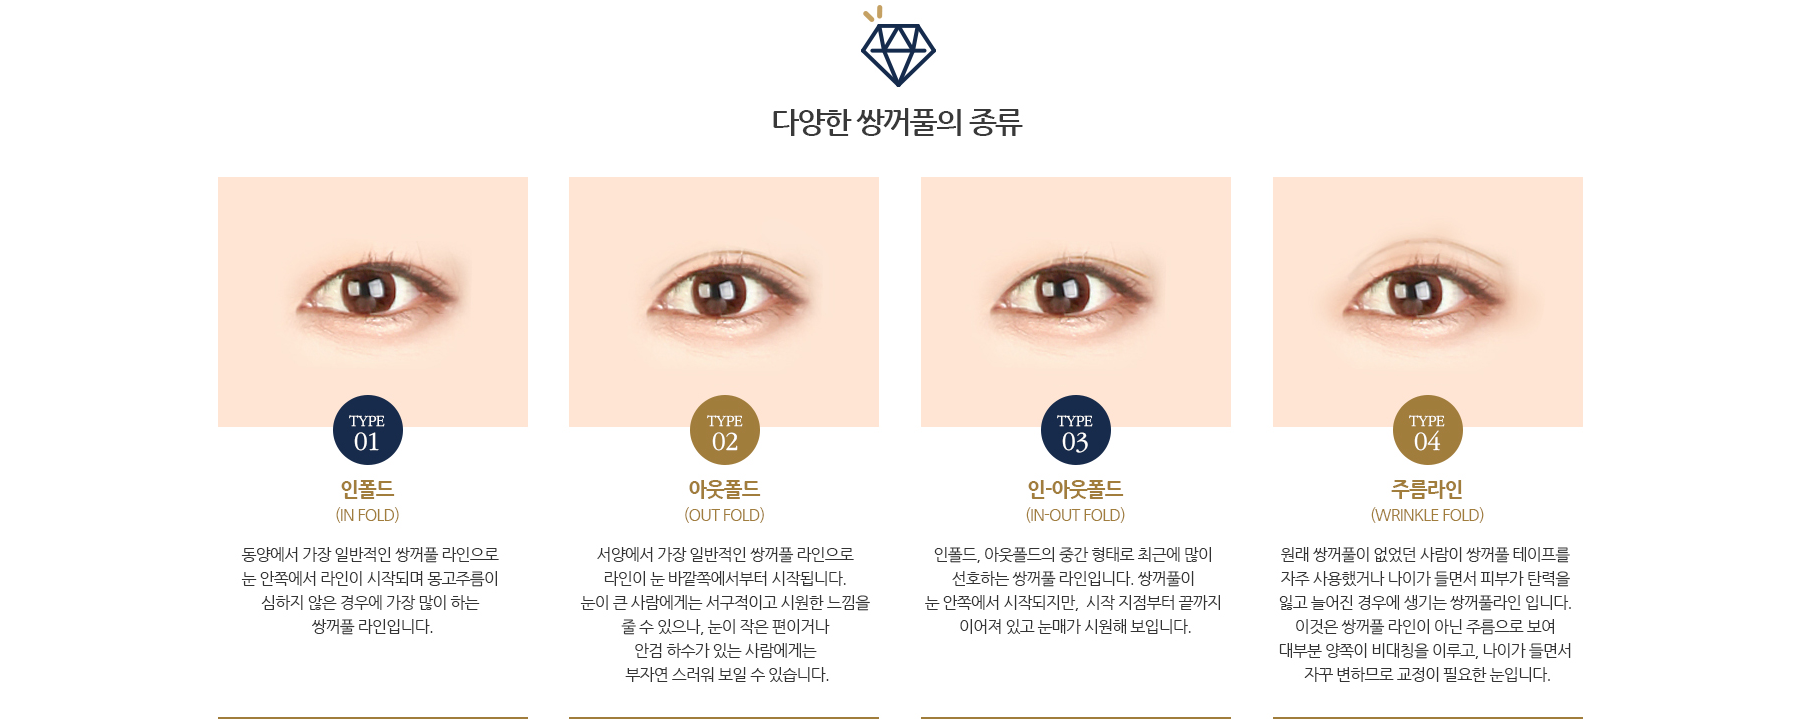 다양한 쌍꺼풀의 종류
TYPE
01
인폴드
(IN FOLD)
동양에서 가장 일반적인 쌍꺼풀 라인으로
눈 안쪽에서 라인이 시작되며 몽고주름이
심하지 않은 경우에 가장 많이 하는
쌍꺼풀 라인입니다.
TYPE
02
아웃폴드
(OUT FOLD)
서양에서 가장 일반적인 쌍꺼풀 라인으로
라인이 눈 바깥쪽에서부터 시작됩니다.
눈이 큰 사람에게는 서구적이고 시원한 느낌을
줄 수 있으나, 눈이 작은 편이거나
안검 하수가 있는 사람에게는
부자연 스러워 보일 수 있습니다.
TYPE
03
인-아웃폴드
(IN-OUT FOLD)
인폴드, 아웃폴드의 중간 형태로 최근에 많이
선호하는 쌍꺼풀 라인입니다. 쌍꺼풀이
눈 안쪽에서 시작되지만, 시작 지점부터 끝까지
이어져 있고 눈매가 시원해 보입니다.
TYPE
04
주름라인
(WRINKLE FOLD)
원래 쌍꺼풀이 없었던 사람이 쌍꺼풀 테이프를
자주 사용했거나 나이가 들면서 피부가 탄력을
잃고 늘어진 경우에 생기는 쌍꺼풀라인 입니다.
이것은 쌍꺼풀 라인이 아닌 주름으로 보여
대부분 양쪽이 비대칭을 이루고, 나이가 들면서
자꾸 변하므로 교정이 필요한 눈입니다.